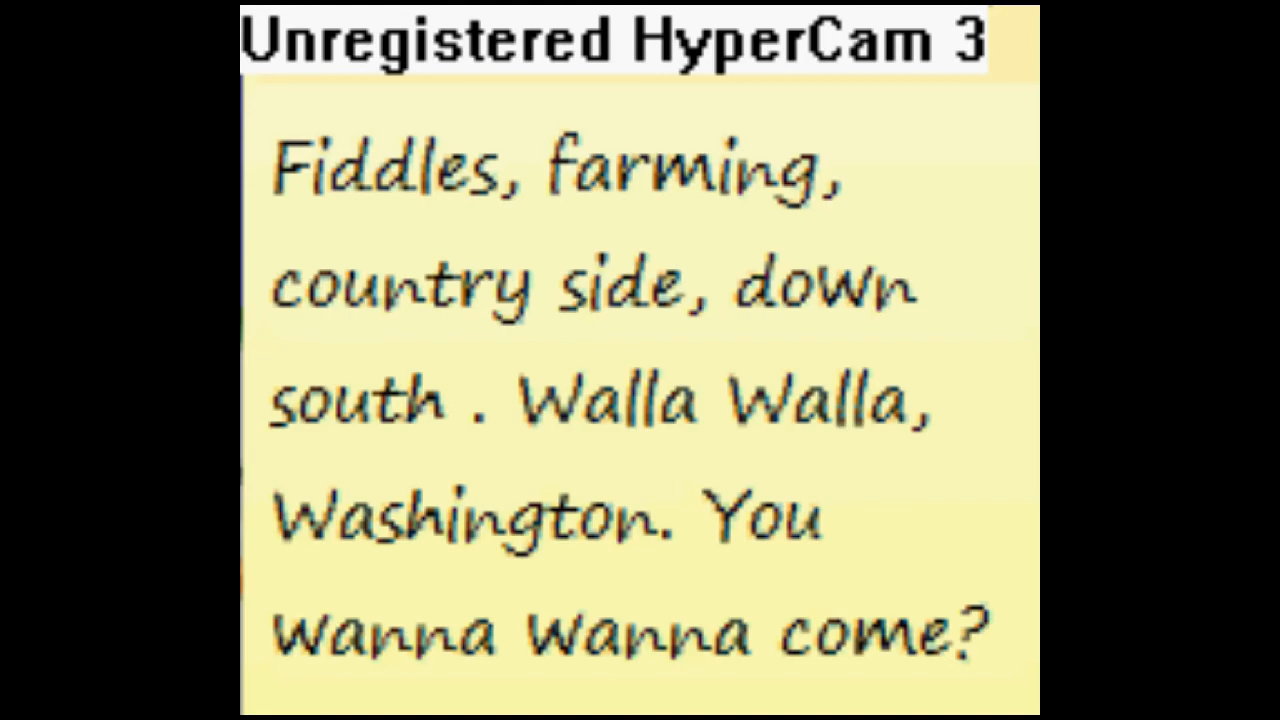 Unregistered HyperCam 3
Fiddles, farming,
country side, down
south . Walla Walla,
Washington. You
wanna wanna come?